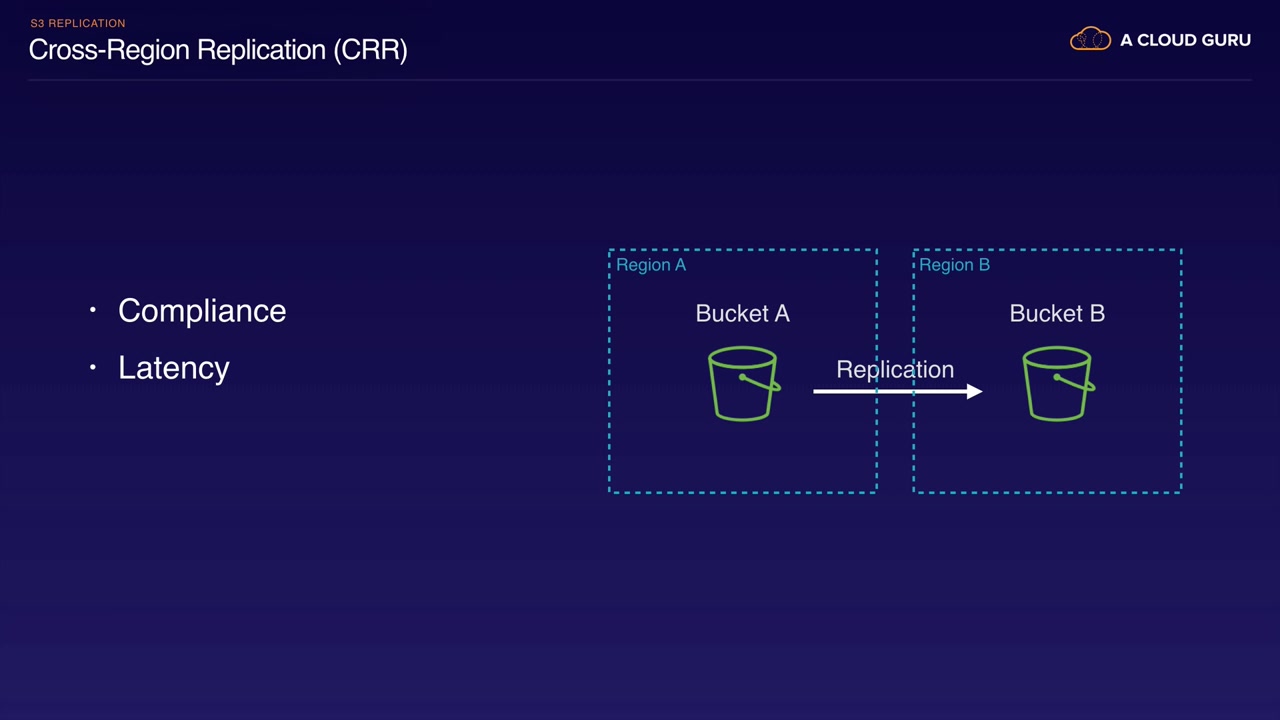 S3 REPLICATION
Cross-Region Replication (CRR)
A CLOUD GURU
• Compliance
• Latency
Region A
Region B
Bucket A
Bucket B
Replication